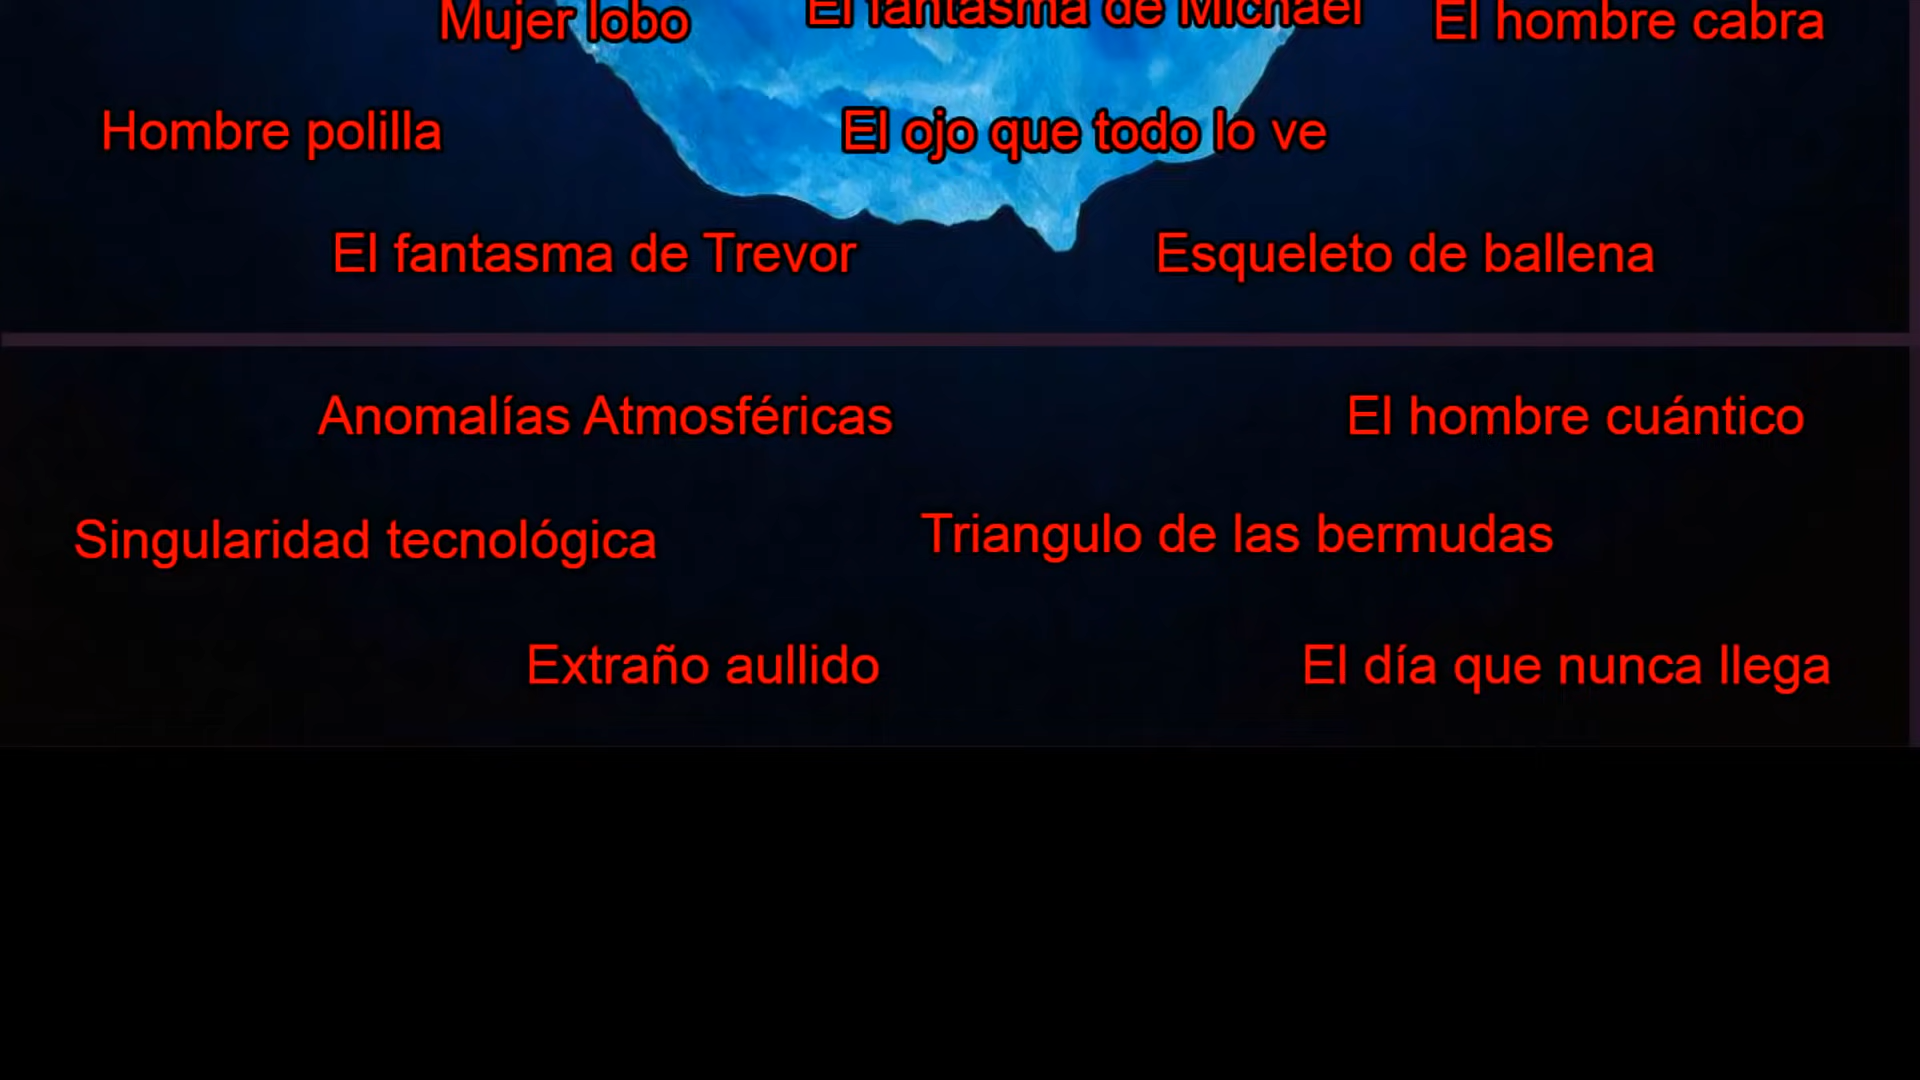 Mujer lobo
El fantasma de Michael
El hombre cabra
Hombre polilla
El ojo que todo lo ve
El fantasma de Trevor
Esqueleto de ballena
Anomalías Atmosféricas
El hombre cuántico
Singularidad tecnológica
Triangulo de las bermudas
Extraño aullido
El día que nunca llega